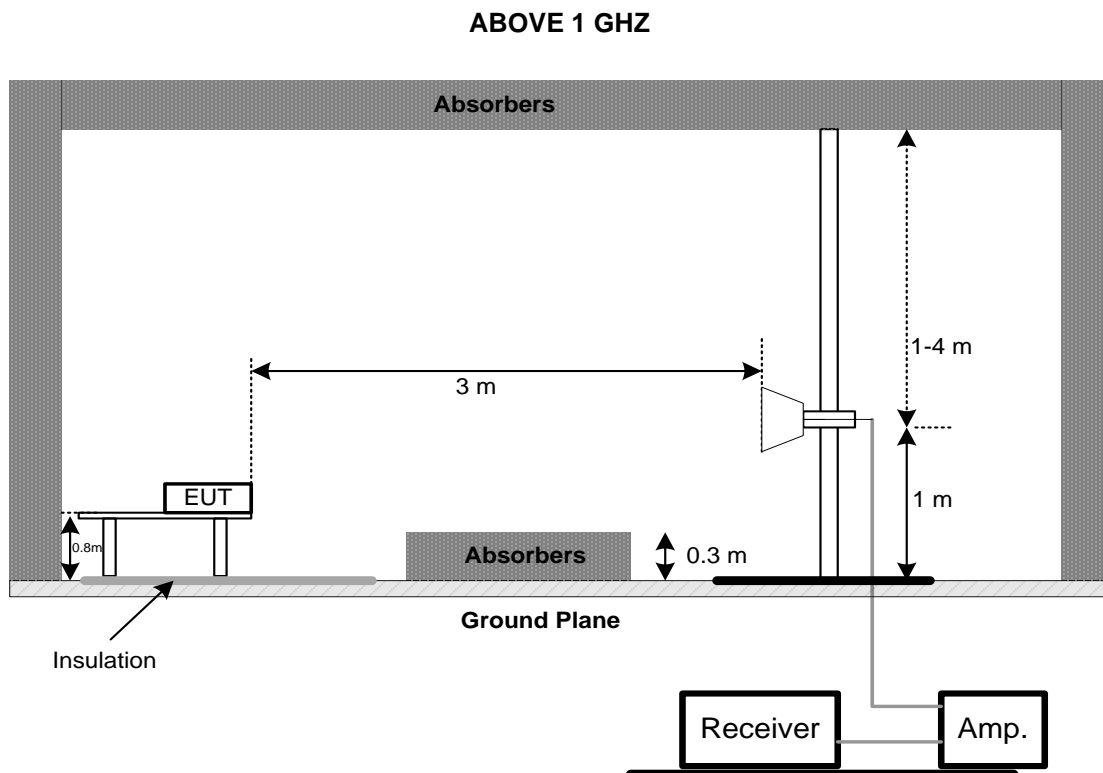 ABOVE 1 GHZ
Absorbers
1-4 m
3 m
EUT
1 m
0.8m
Absorbers
0.3 m
Ground Plane
Insulation
Receiver
Amp.